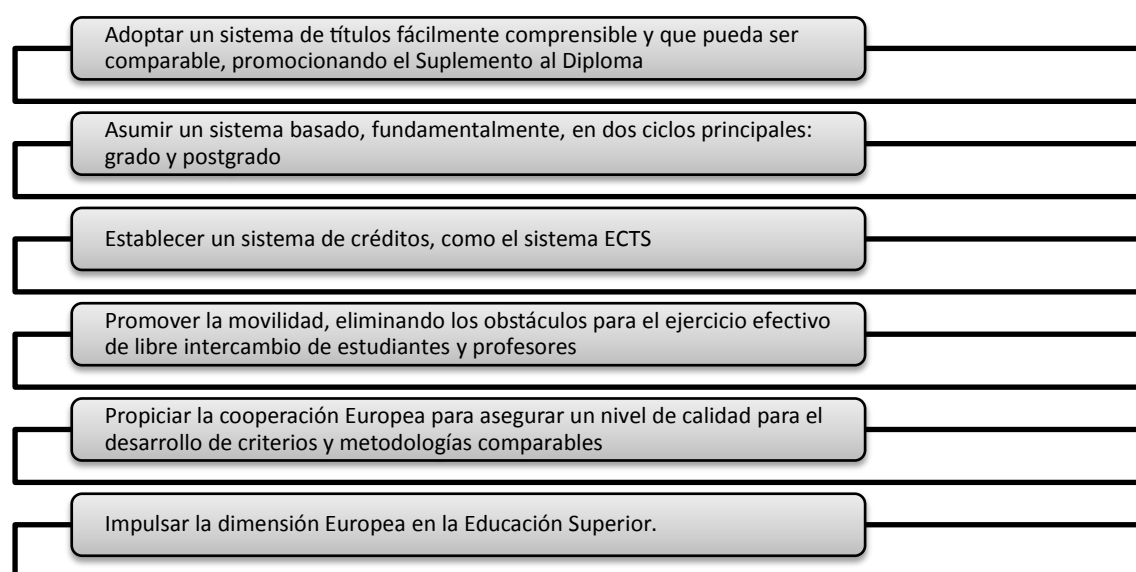 Adoptar un sistema de títulos fácilmente comprensible y que pueda ser
comparable, promocionando el Suplemento al Diploma
Asumir un sistema basado, fundamentalmente, en dos ciclos principales:
grado y postgrado
Establecer un sistema de créditos, como el sistema ECTS
Promover la movilidad, eliminando los obstáculos para el ejercicio efectivo
de libre intercambio de estudiantes y profesores
Propiciar la cooperación Europea para asegurar un nivel de calidad para el
desarrollo de criterios y metodologías comparables
Impulsar la dimensión Europea en la Educación Superior.